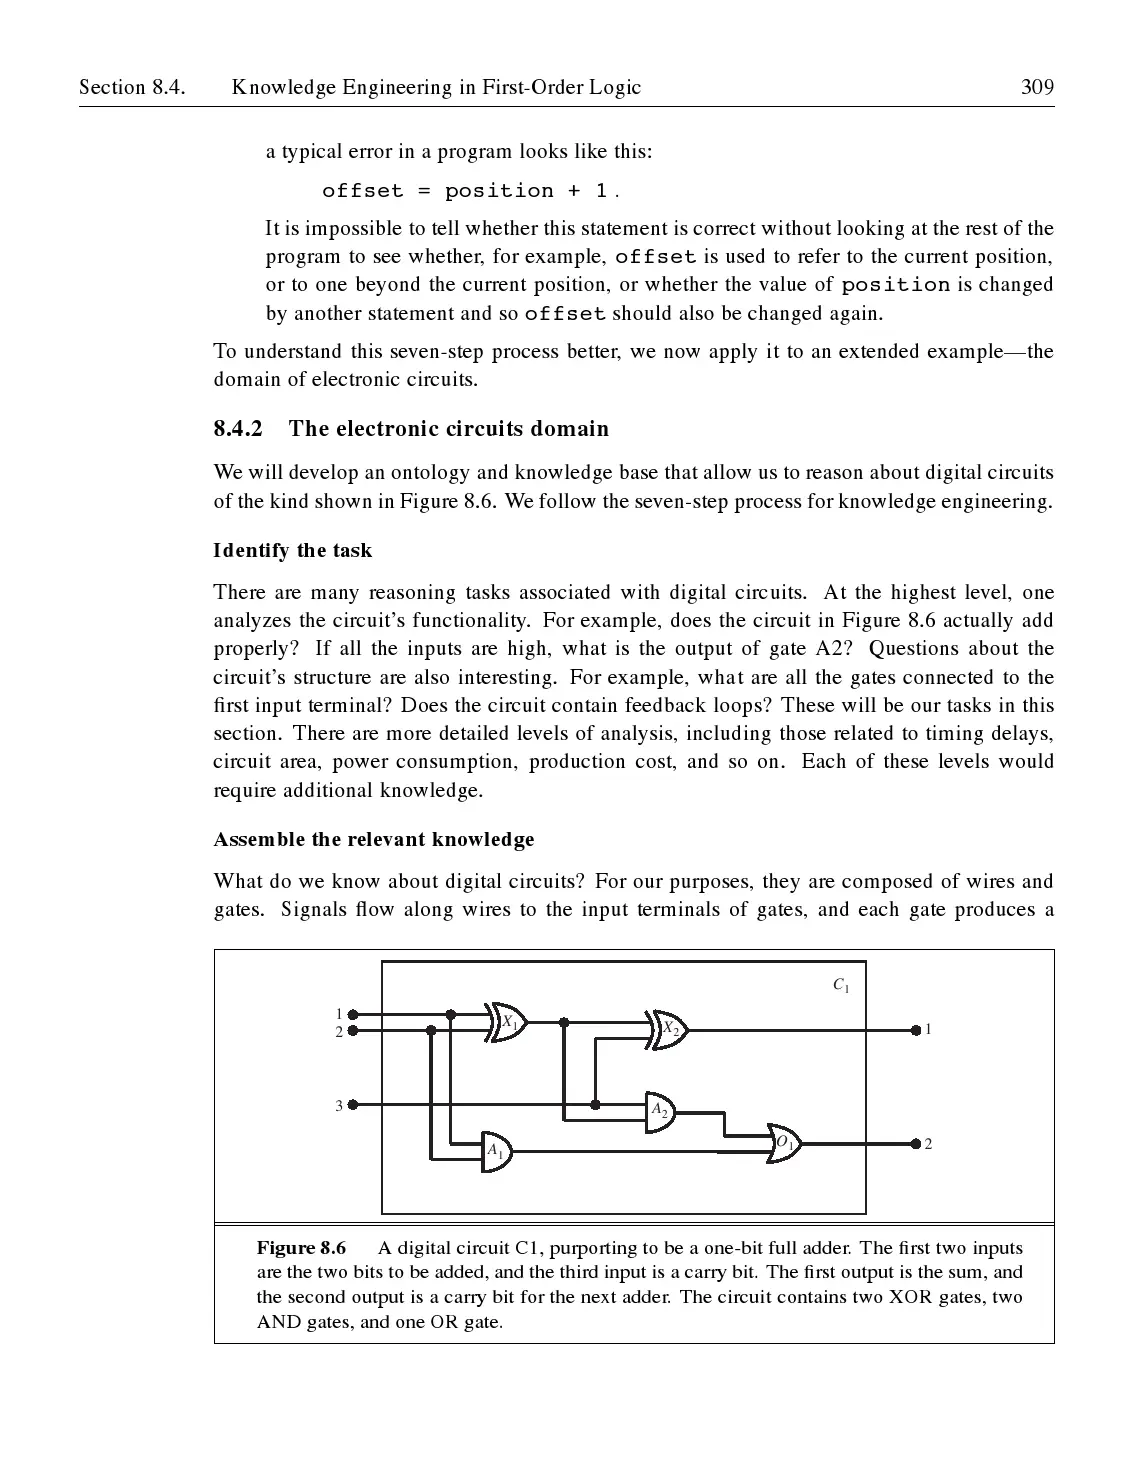 Section 8.4. Knowledge Engineering in First-Order Logic 309
a typical error in a program looks like this:
offset = position + 1 .
It is impossible to tell whether this statement is correct without looking at the rest of the
program to see whether, for example, offset is used to refer to the current position,
or to one beyond the current position, or whether the value of position is changed
by another statement and so offset should also be changed again.
To understand this seven-step process better, we now apply it to an extended example—the
domain of electronic circuits.
8.4.2 The electronic circuits domain
We will develop an ontology and knowledge base that allow us to reason about digital circuits
of the kind shown in Figure 8.6. We follow the seven-step process for knowledge engineering.
Identify the task
There are many reasoning tasks associated with digital circuits. At the highest level, one
analyzes the circuit's functionality. For example, does the circuit in Figure 8.6 actually add
properly? If all the inputs are high, what is the output of gate A2? Questions about the
circuit's structure are also interesting. For example, what are all the gates connected to the
first input terminal? Does the circuit contain feedback loops? These will be our tasks in this
section. There are more detailed levels of analysis, including those related to timing delays,
circuit area, power consumption, production cost, and so on. Each of these levels would
require additional knowledge.
Assemble the relevant knowledge
What do we know about digital circuits? For our purposes, they are composed of wires and
gates. Signals flow along wires to the input terminals of gates, and each gate produces a
C1
1
X1
X2
1
2
3
A2
A1
O1
2
Figure 8.6 A digital circuit C1, purporting to be a one-bit full adder. The first two inputs
are the two bits to be added, and the third input is a carry bit. The first output is the sum, and
the second output is a carry bit for the next adder. The circuit contains two XOR gates, two
AND gates, and one OR gate.